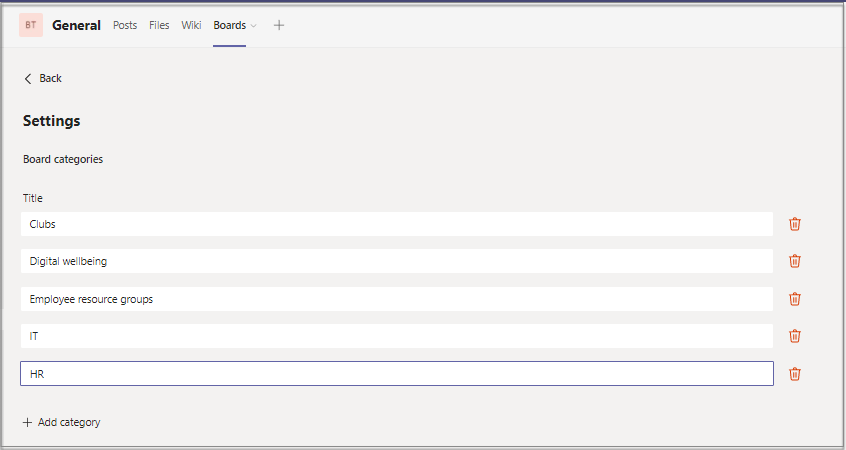 BT General Posts Files Wiki Boards
Back
Settings
Board categories
Title
Clubs
Digital wellbeing
Employee resource groups
IT
HR
Add category